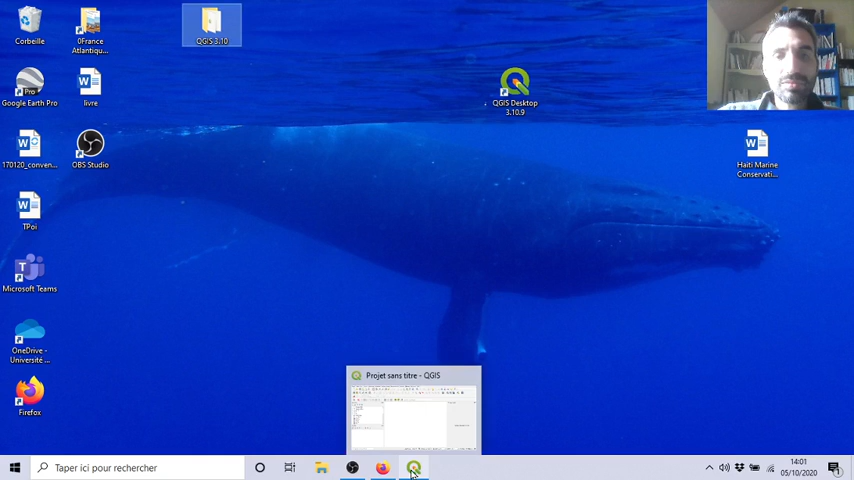 Corbeille
0France
Atlantiqu...
QGIS 3.10
Google Earth Pro
livre
QGIS Desktop
3.10.9
170120_conven...
OBS Studio
Haiti Marine
Conservati...
TPoi
Microsoft Teams
OneDrive -
Université ...
Firefox
Projet sans titre - QGIS
Taper ici pour rechercher
14:01
05/10/2020
1